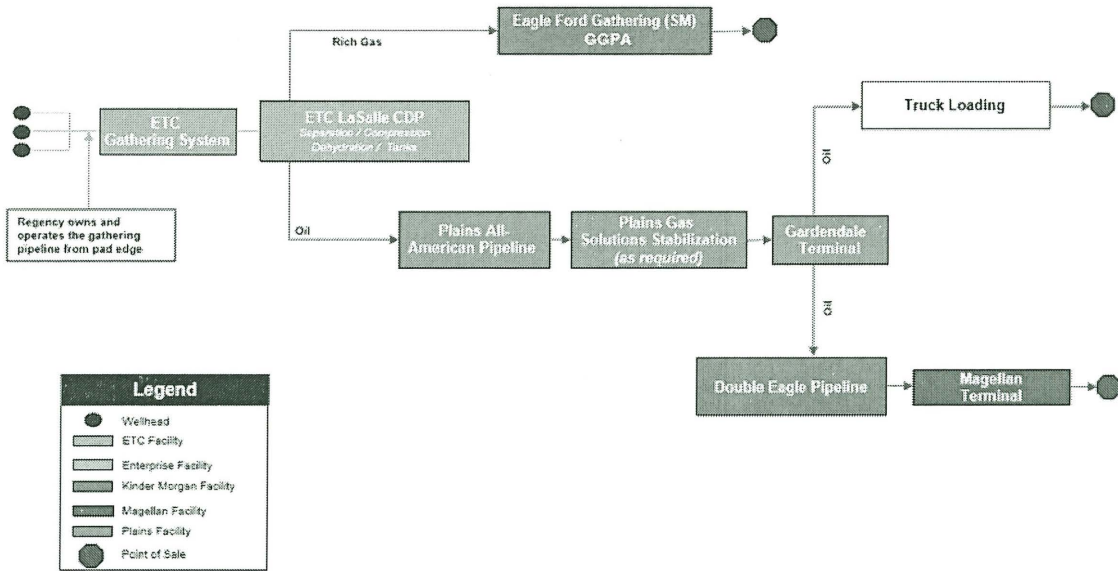 Eagle Ford Gathering (SM)
GGPA
Rich Gas
ETC
Gathering System
ETC LaSalle CDP
Separation / Compression
Dehydration / Tanks
Truck Loading
Oil
Regency owns and
operates the gathering
pipeline from pad edge
Oil
Plains All-
American Pipeline
Plains Gas
Solutions Stabilization
(as required)
Gardendale
Terminal
Oil
Double Eagle Pipeline
Magellan
Terminal
Legend
Wellhead
ETC Facility
Enterprise Facility
Kinder Morgan Facility
Magellan Facility
Plains Facility
Point of Sale